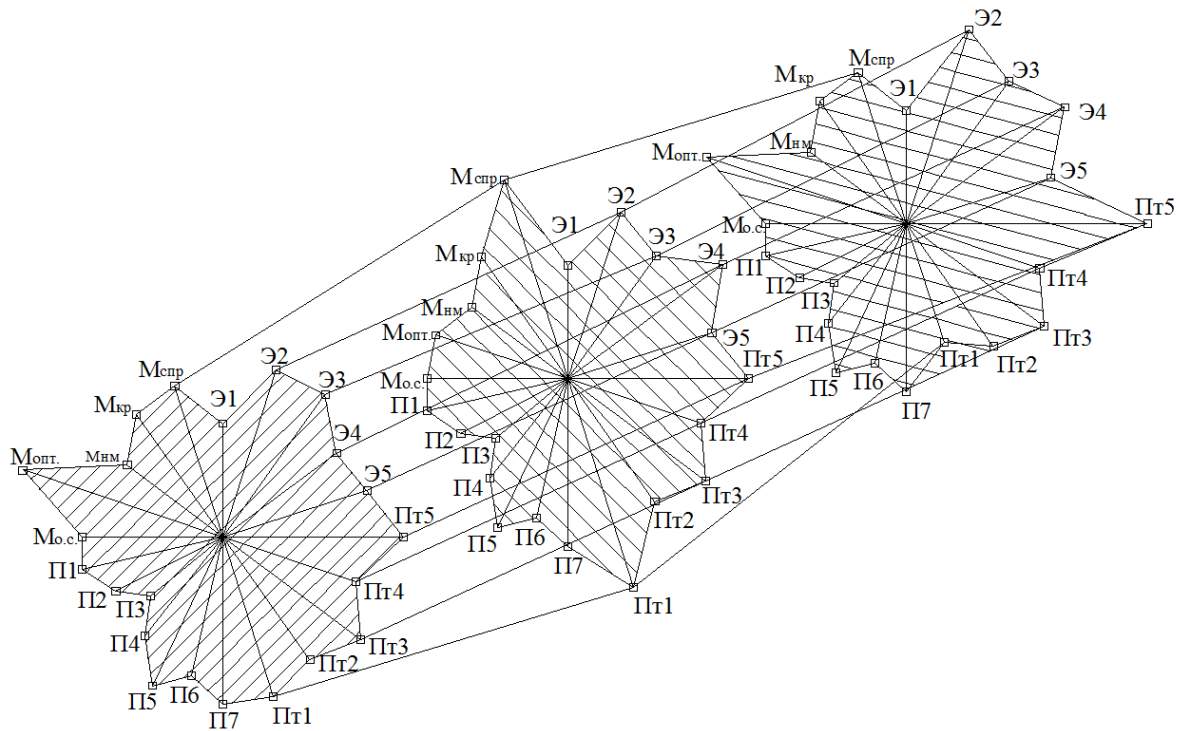 Э2
Мспр
Э3
Мкр
Э1
Э4
Мнм
Мопт.
Э5
Мспр
Пт5
Э2
Мо.с.
Э1
Э3
Мкр
Э4
П1
П2
Пт4
П3
Мнм
П4
Пт3
Мопт.
Э5
Пт1
Пт2
П5
П6
Пт5
Э2
Мспр
Мо.с.
Э3
П1
П7
Мкр
Э1
П2
Пт4
П3
Э4
Мопт.
Мнм
П4
Э5
Пт3
Пт2
Пт5
П5
П6
Мо.с.
П7
П1
Пт4
Пт1
П2
П3
П4
Пт3
Пт2
П5
П6
П7
Пт1